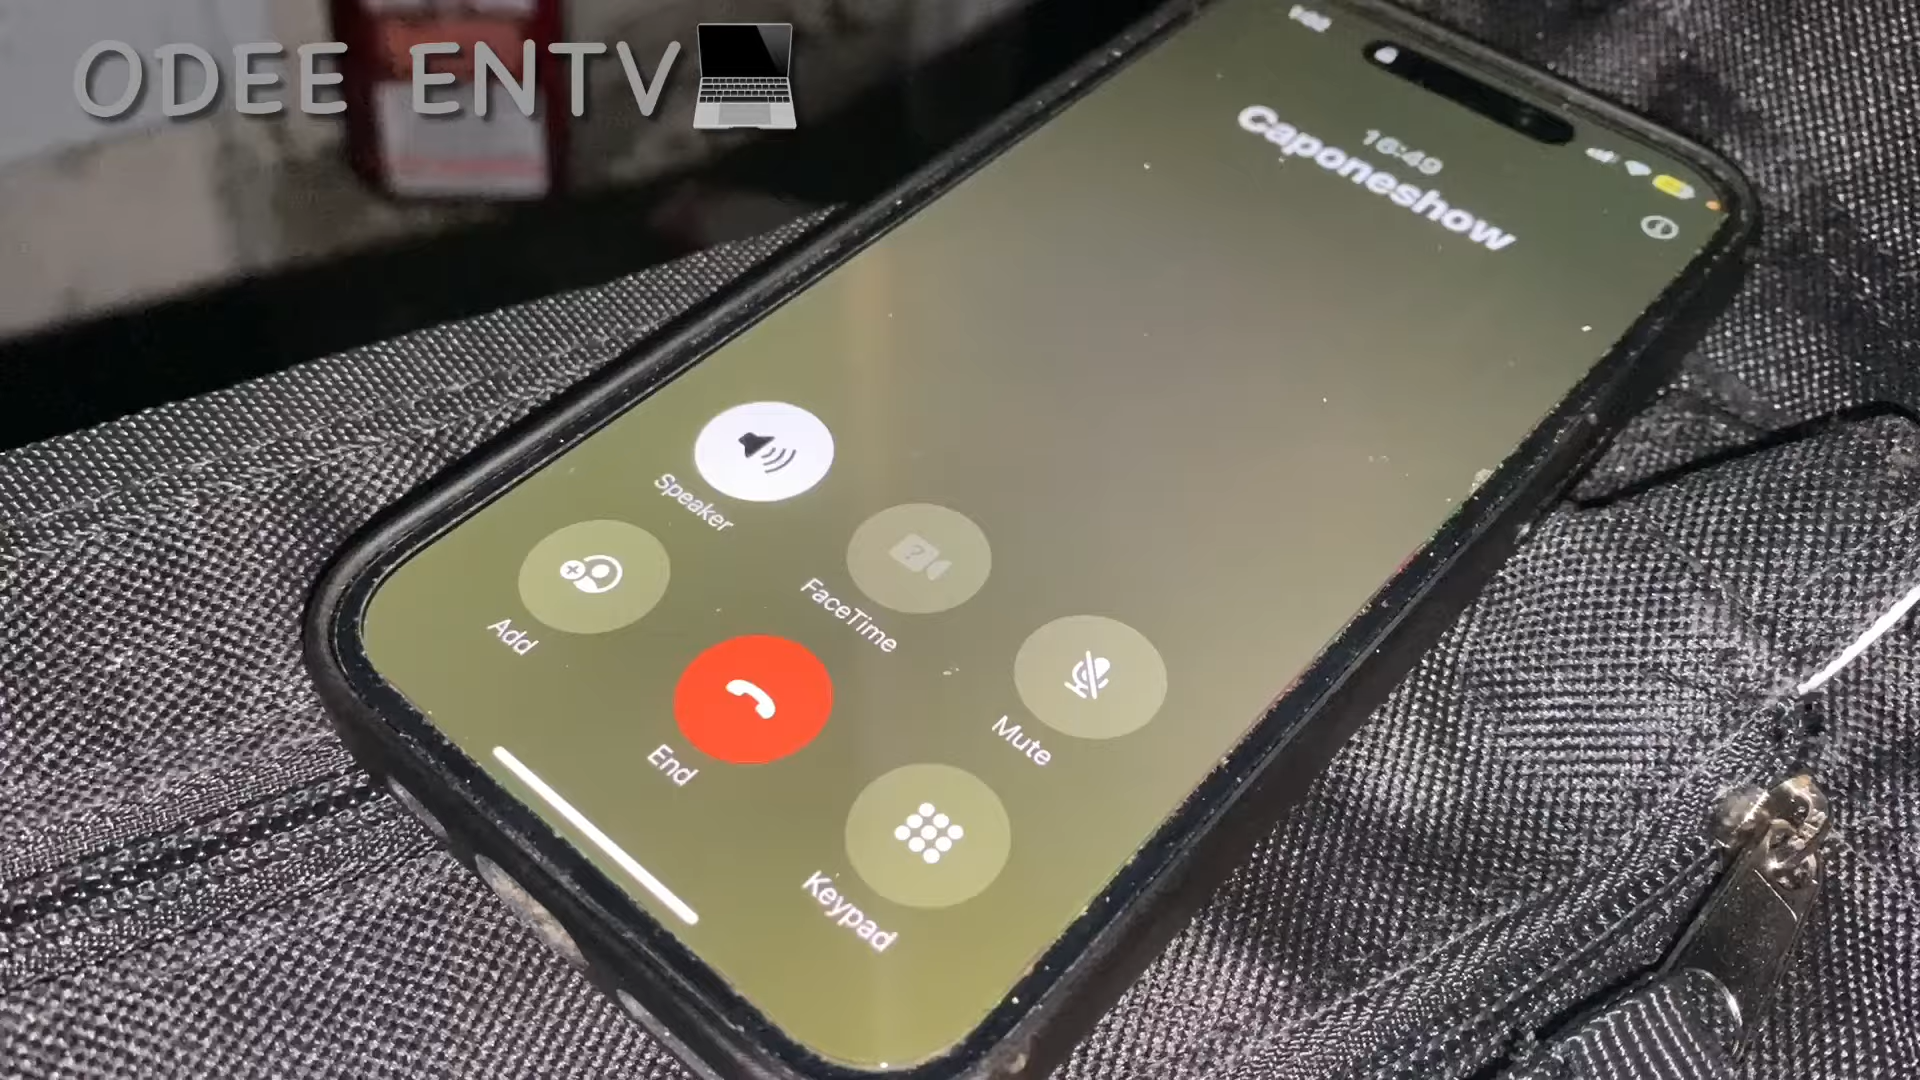 ODEE ENTV
16:49
Caponeshow
Speaker
FaceTime
Mute
Add
End
Keypad